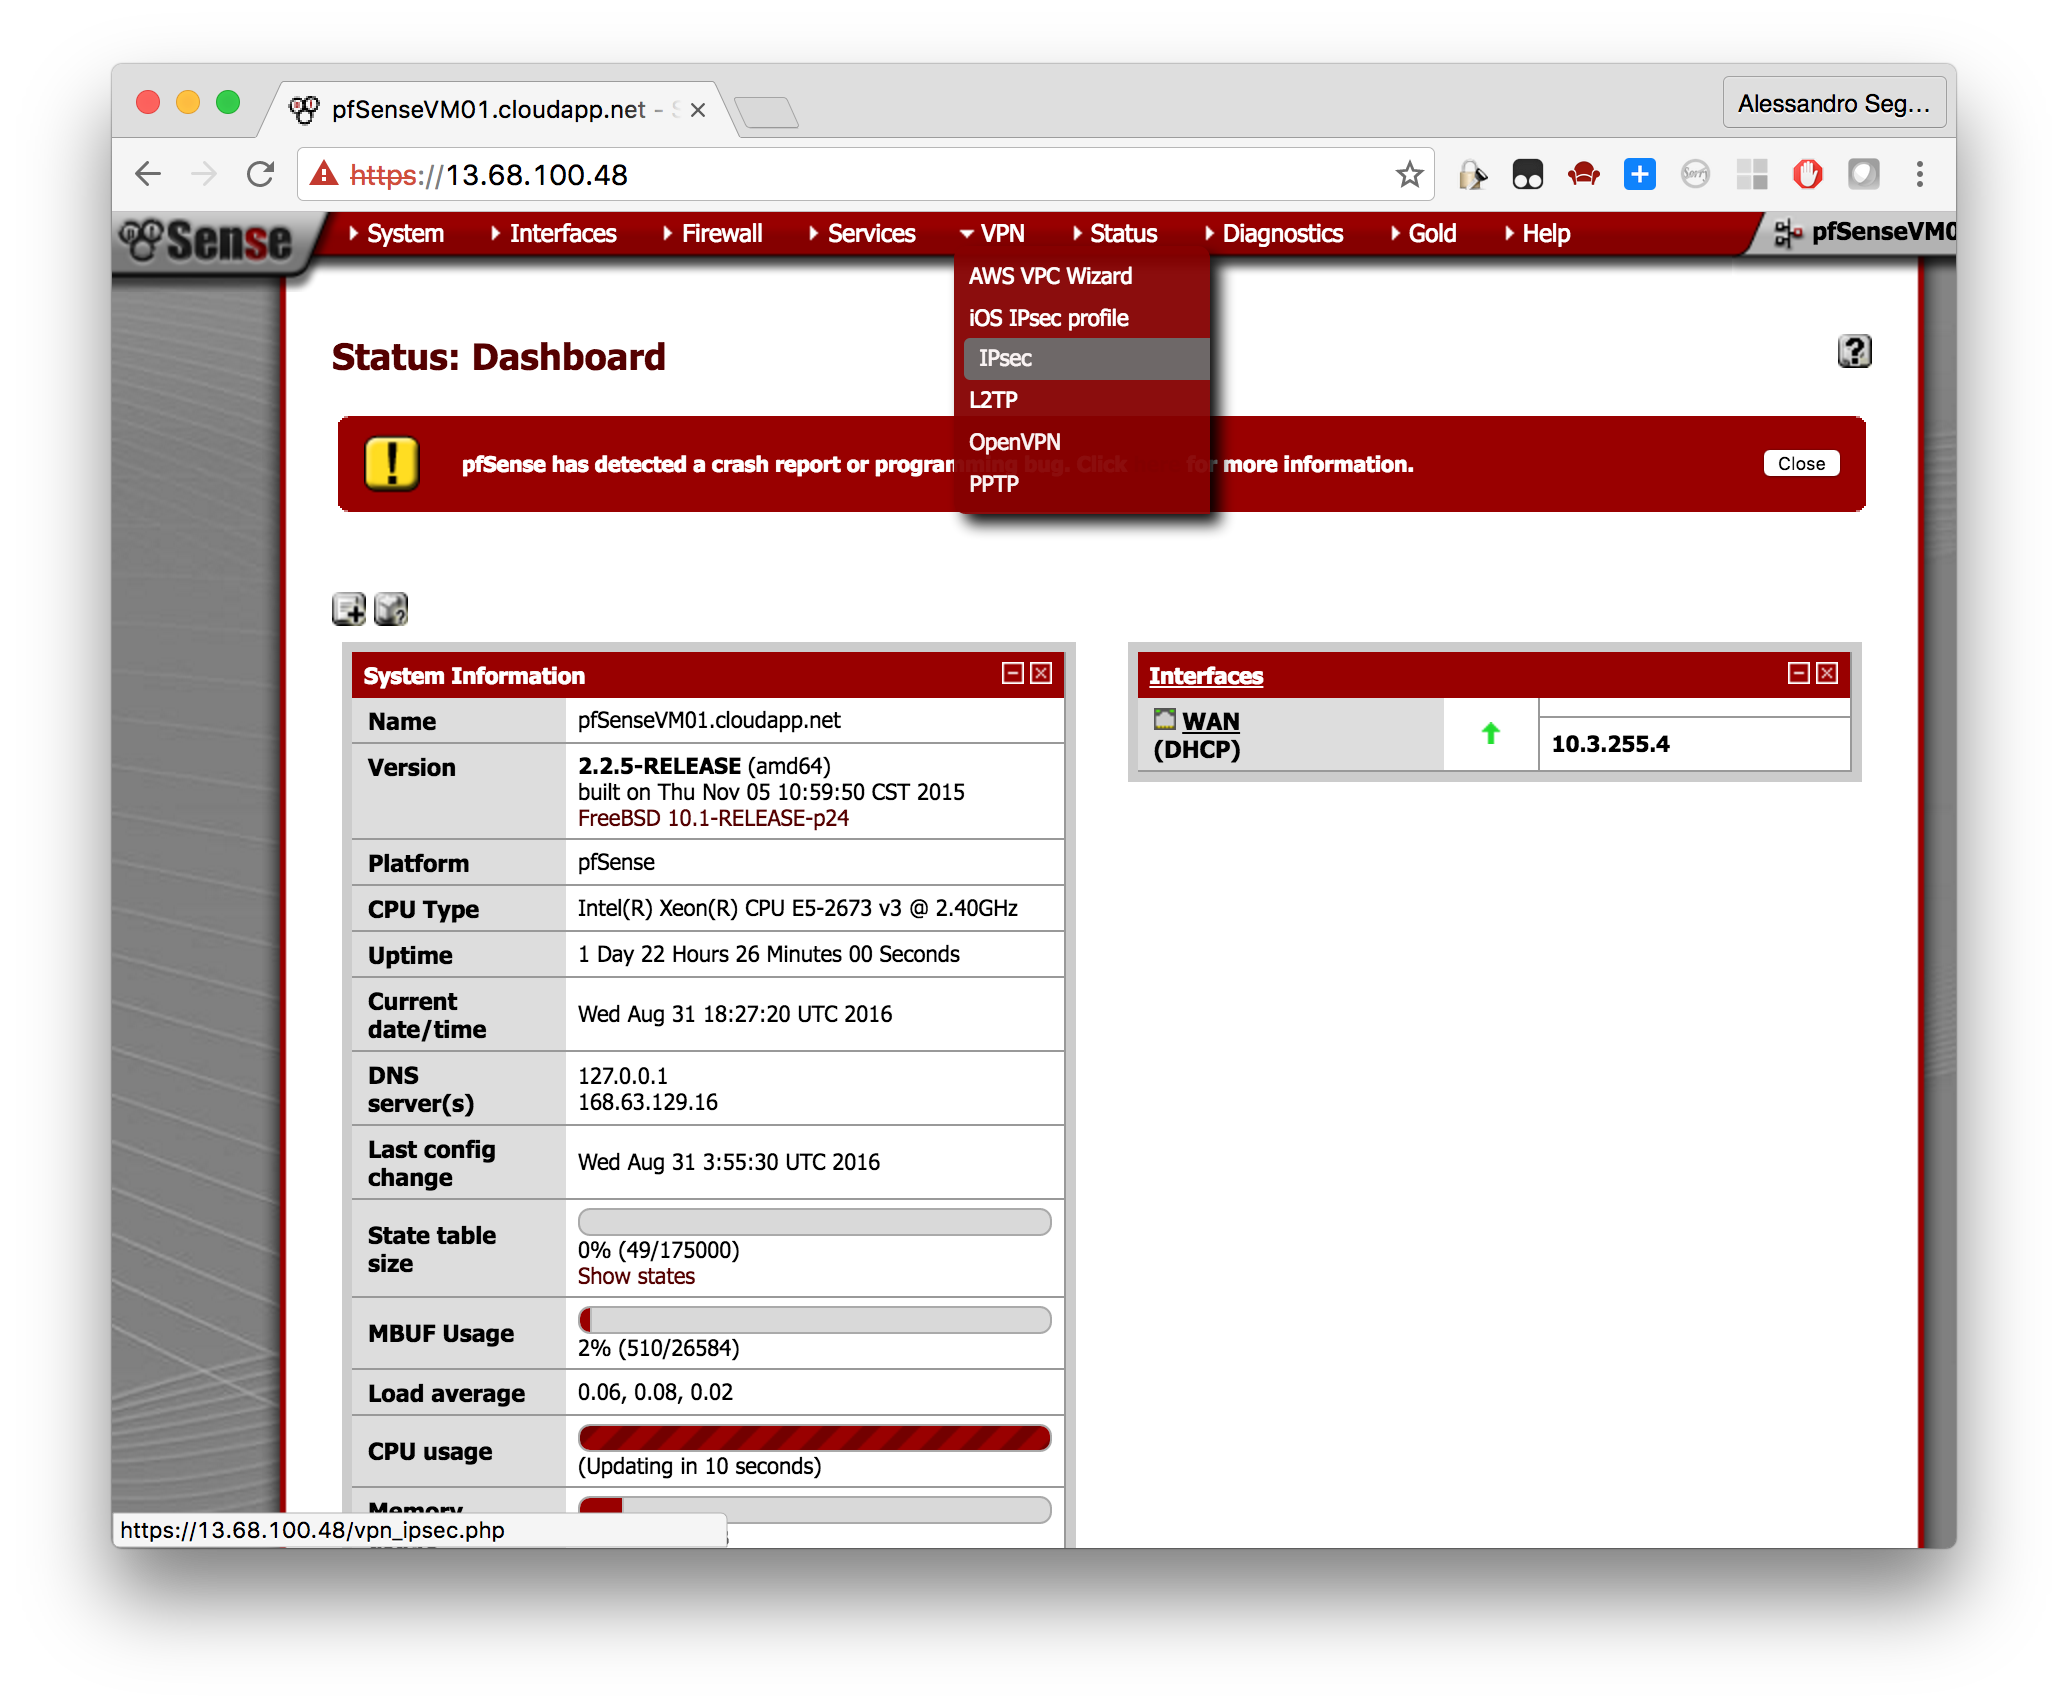 pfSenseVM01.cloudapp.net -
Alessandro Seg...
https://13.68.100.48
Sense
System Interfaces Firewall Services VPN Status Diagnostics Gold Help
AWS VPC Wizard
iOS IPsec profile
IPsec
L2TP
OpenVPN
PPTP
Status: Dashboard
pfSense has detected a crash report or programming bug. Click for more information.
Close
System Information
Name pfSenseVM01.cloudapp.net
Version 2.2.5-RELEASE (amd64)
built on Thu Nov 05 10:59:50 CST 2015
FreeBSD 10.1-RELEASE-p24
Platform pfSense
CPU Type Intel(R) Xeon(R) CPU E5-2673 v3 @ 2.40GHz
Uptime 1 Day 22 Hours 26 Minutes 00 Seconds
Current
date/time
Wed Aug 31 18:27:20 UTC 2016
DNS
server(s)
127.0.0.1
168.63.129.16
Last config
change
Wed Aug 31 3:55:30 UTC 2016
State table
size
0% (49/175000)
Show states
MBUF Usage
2% (510/26584)
Load average 0.06, 0.08, 0.02
CPU usage
(Updating in 10 seconds)
Memory
Interfaces
WAN
(DHCP)
10.3.255.4
https://13.68.100.48/vpn_ipsec.php